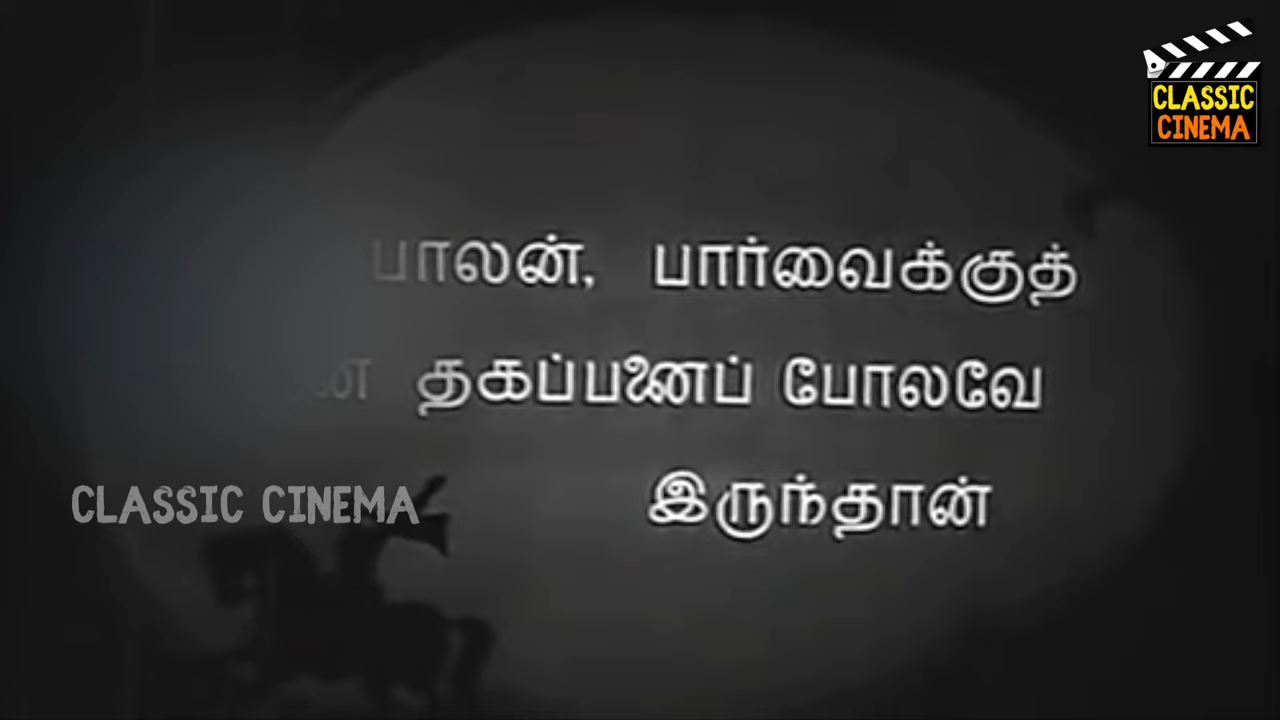 CLASSIC
CINEMA
பாலன், பார்வைக்குத்
தகப்பனைப் போலவே
CLASSIC CINEMA
இருந்தான்